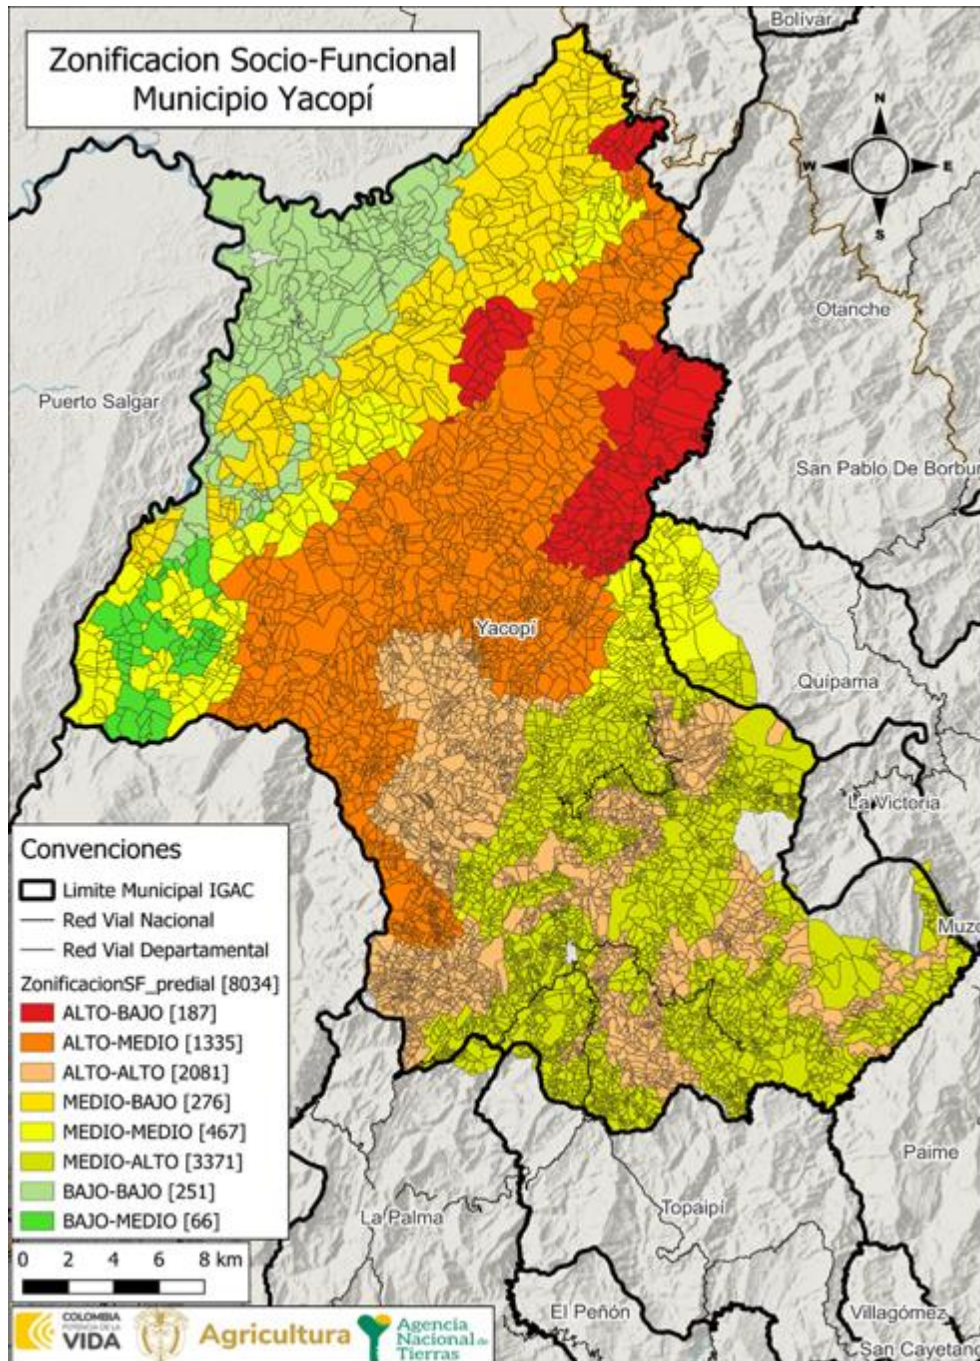 Bolívar
Zonificacion Socio-Funcional
Municipio Yacopí
N
W
E
S
Otanche
Puerto Salgar
San Pablo De Borbur
Yacopí
Quípama
La Victoria
Muzo
Convenciones
Limite Municipal IGAC
Red Vial Nacional
Red Vial Departamental
ZonificacionSF_predial [8034]
ALTO-BAJO [187]
ALTO-MEDIO [1335]
ALTO-ALTO [2081]
MEDIO-BAJO [276]
MEDIO-MEDIO [467]
MEDIO-ALTO [3371]
BAJO-BAJO [251]
BAJO-MEDIO [66]
Paime
La Palma
Topaipí
0 2 4 6 8 km
El Peñón
Villagómez
San Cayetano
COLOMBIA
VIDA
Agricultura
Agencia
Nacional de
Tierras